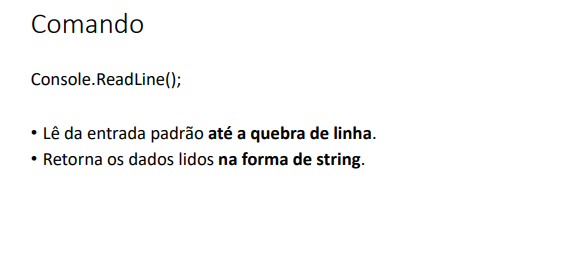 Comando
Console.ReadLine();
• Lê da entrada padrão até a quebra de linha.
• Retorna os dados lidos na forma de string.